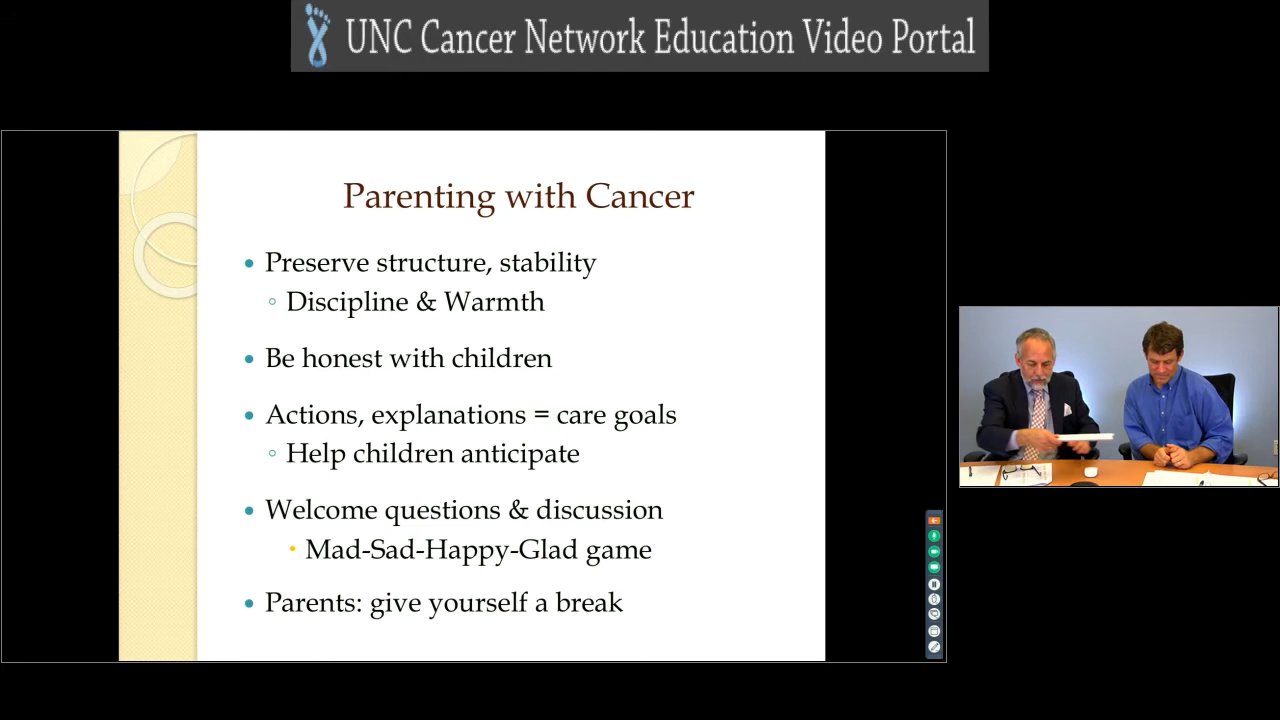 UNC Cancer Network Education Video Portal
Parenting with Cancer
• Preserve structure, stability
◦ Discipline & Warmth
• Be honest with children
• Actions, explanations = care goals
◦ Help children anticipate
• Welcome questions & discussion
• Mad-Sad-Happy-Glad game
• Parents: give yourself a break